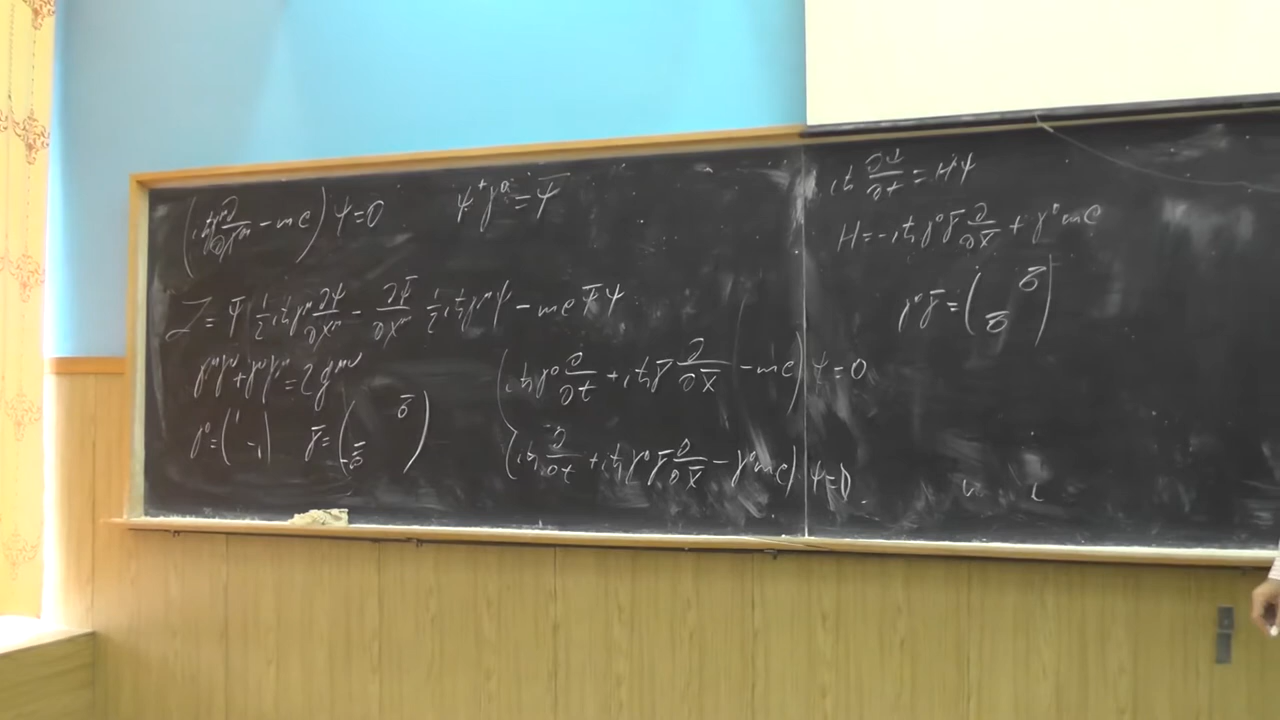 (iħγ^μ ∂/∂x^μ − mc) ψ = 0
ψ⁺γ⁰ = ψ̄
ℒ = ψ̄ ½ iħγ^μ ∂ψ/∂x^μ − ∂ψ̄/∂x^μ ½ iħγ^μ ψ − mc ψ̄ψ
γ^μγ^ν + γ^νγ^μ = 2g^μν
γ⁰ = (1 −1) γ̄ = ( σ̄ −σ̄ )
(iħγ⁰ ∂/∂t + iħγ̄ ∂/∂x̄ − mc) ψ = 0
(iħ ∂/∂t + iħγ⁰γ̄ ∂/∂x̄ − γ⁰mc) ψ = 0
iħ ∂ψ/∂t = Hψ
H = −iħγ⁰γ̄ ∂/∂x̄ + γ⁰mc
γ⁰γ̄ = ( σ̄ σ̄ )